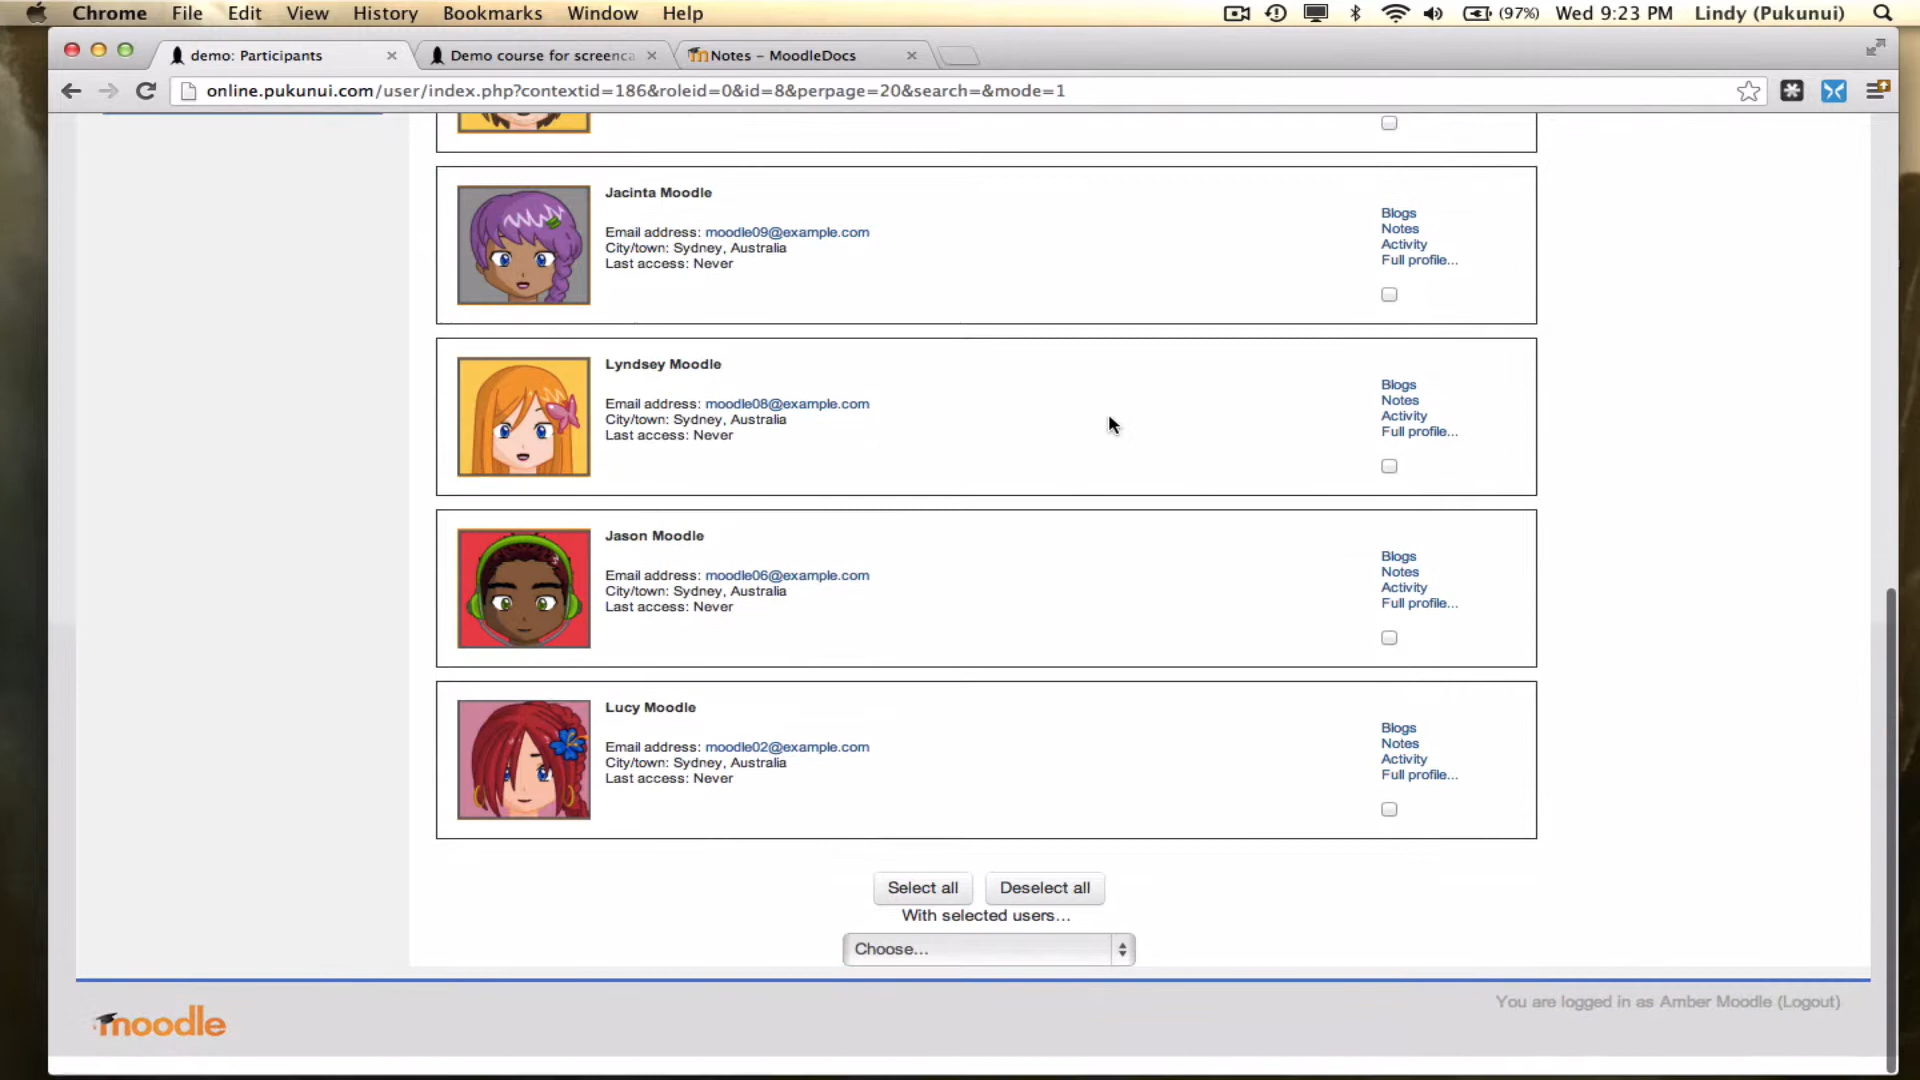 Chrome File Edit View History Bookmarks Window Help (97%) Wed 9:23 PM Lindy (Pukunui)
demo: Participants Demo course for screenca Notes – MoodleDocs
online.pukunui.com/user/index.php?contextid=186&roleid=0&id=8&perpage=20&search=&mode=1
Jacinta Moodle
Email address: moodle09@example.com
City/town: Sydney, Australia
Last access: Never
Blogs
Notes
Activity
Full profile...
Lyndsey Moodle
Email address: moodle08@example.com
City/town: Sydney, Australia
Last access: Never
Blogs
Notes
Activity
Full profile...
Jason Moodle
Email address: moodle06@example.com
City/town: Sydney, Australia
Last access: Never
Blogs
Notes
Activity
Full profile...
Lucy Moodle
Email address: moodle02@example.com
City/town: Sydney, Australia
Last access: Never
Blogs
Notes
Activity
Full profile...
Select all Deselect all
With selected users...
Choose...
You are logged in as Amber Moodle (Logout)
moodle